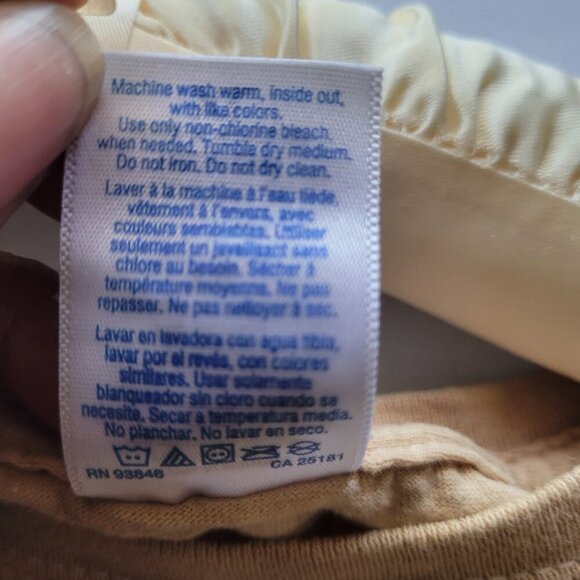 Machine wash warm, inside out,
with like colors.
Use only non-chlorine bleach,
when needed. Tumble dry medium.
Do not iron. Do not dry clean.
Laver à la machine à l'eau tiède,
vêtement à l'envers, avec
couleurs semblables. Utiliser
seulement un javellisant sans
chlore au besoin. Sécher à
température moyenne. Ne pas
repasser. Ne pas nettoyer à sec.
Lavar en lavadora con agua tibia,
lavar por el revés, con colores
similares. Usar solamente
blanqueador sin cloro cuando sea
necesite. Secar a temperatura media.
No planchar. No lavar en seco.
RN 93846
CA 25181